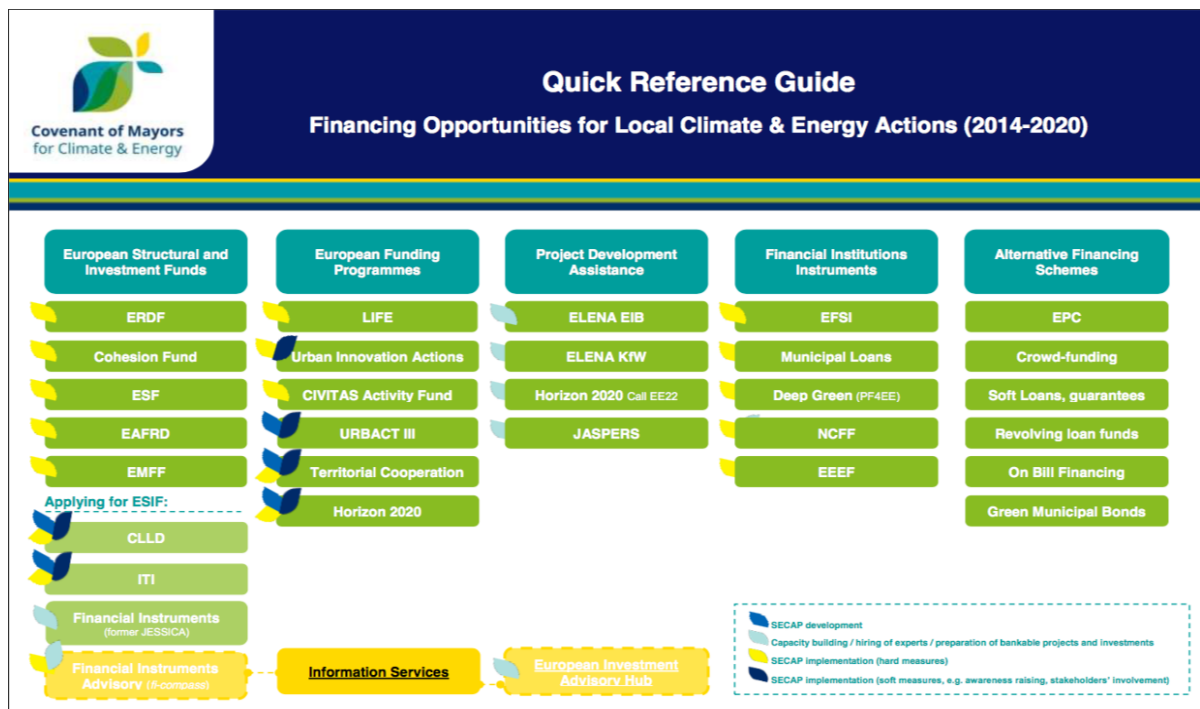 Covenant of Mayors
for Climate & Energy
Quick Reference Guide
Financing Opportunities for Local Climate & Energy Actions (2014-2020)
European Structural and
Investment Funds
ERDF
Cohesion Fund
ESF
EAFRD
EMFF
Applying for ESIF:
CLLD
ITI
Financial Instruments
(former JESSICA)
Financial Instruments
Advisory (fi-compass)
European Funding
Programmes
LIFE
Urban Innovation Actions
CIVITAS Activity Fund
URBACT III
Territorial Cooperation
Horizon 2020
Information Services
Project Development
Assistance
ELENA EIB
ELENA KfW
Horizon 2020 Call EE22
JASPERS
European Investment
Advisory Hub
Financial Institutions
Instruments
EFSI
Municipal Loans
Deep Green (PF4EE)
NCFF
EEEF
Alternative Financing
Schemes
EPC
Crowd-funding
Soft Loans, guarantees
Revolving loan funds
On Bill Financing
Green Municipal Bonds
SECAP development
Capacity building / hiring of experts / preparation of bankable projects and investments
SECAP implementation (hard measures)
SECAP implementation (soft measures, e.g. awareness raising, stakeholders' involvement)